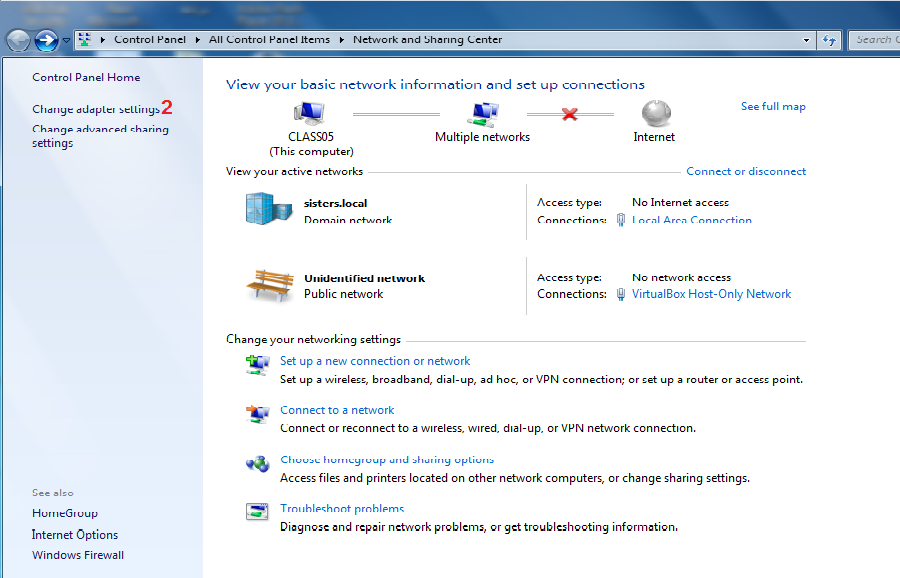 Control Panel ▸ All Control Panel Items ▸ Network and Sharing Center
Search
Control Panel Home
Change adapter settings 2
Change advanced sharing
settings
View your basic network information and set up connections
See full map
CLASS05
(This computer)
Multiple networks
Internet
View your active networks
Connect or disconnect
sisters.local
Domain network
Access type: No Internet access
Connections: Local Area Connection
Unidentified network
Public network
Access type: No network access
Connections: VirtualBox Host-Only Network
Change your networking settings
Set up a new connection or network
Set up a wireless, broadband, dial-up, ad hoc, or VPN connection; or set up a router or access point.
Connect to a network
Connect or reconnect to a wireless, wired, dial-up, or VPN network connection.
Choose homegroup and sharing options
Access files and printers located on other network computers, or change sharing settings.
Troubleshoot problems
Diagnose and repair network problems, or get troubleshooting information.
See also
HomeGroup
Internet Options
Windows Firewall